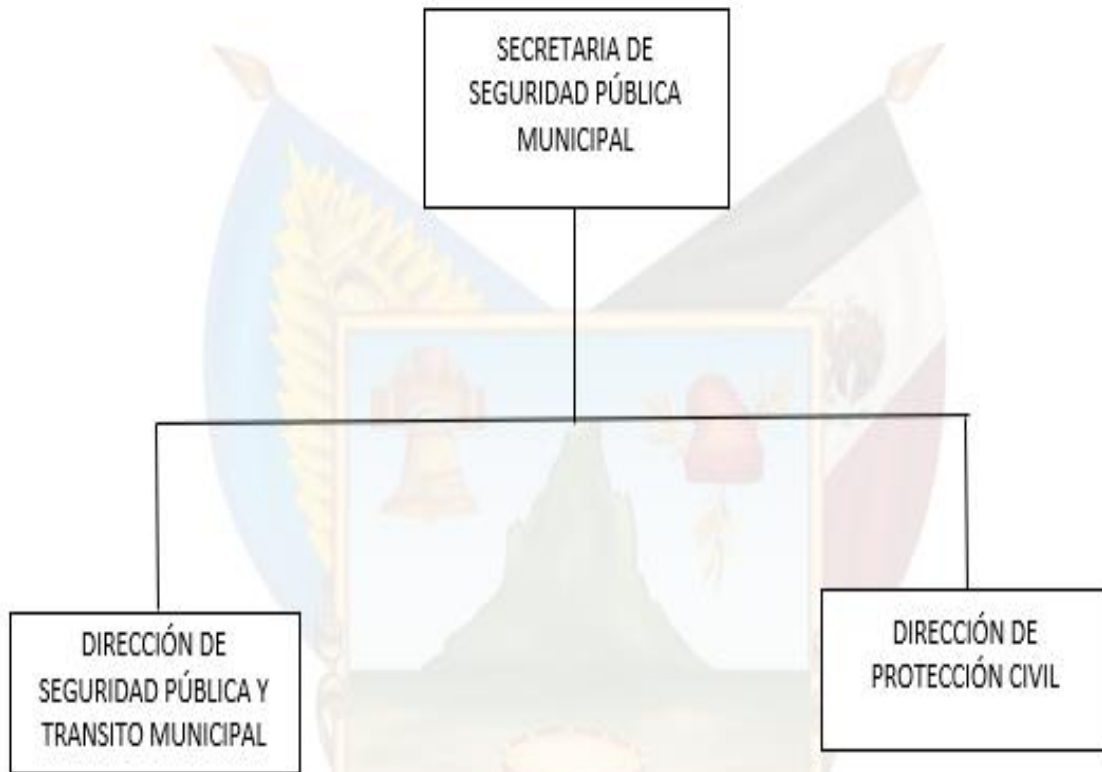 SECRETARIA DE
SEGURIDAD PÚBLICA
MUNICIPAL
DIRECCIÓN DE
SEGURIDAD PÚBLICA Y
TRANSITO MUNICIPAL
DIRECCIÓN DE
PROTECCIÓN CIVIL